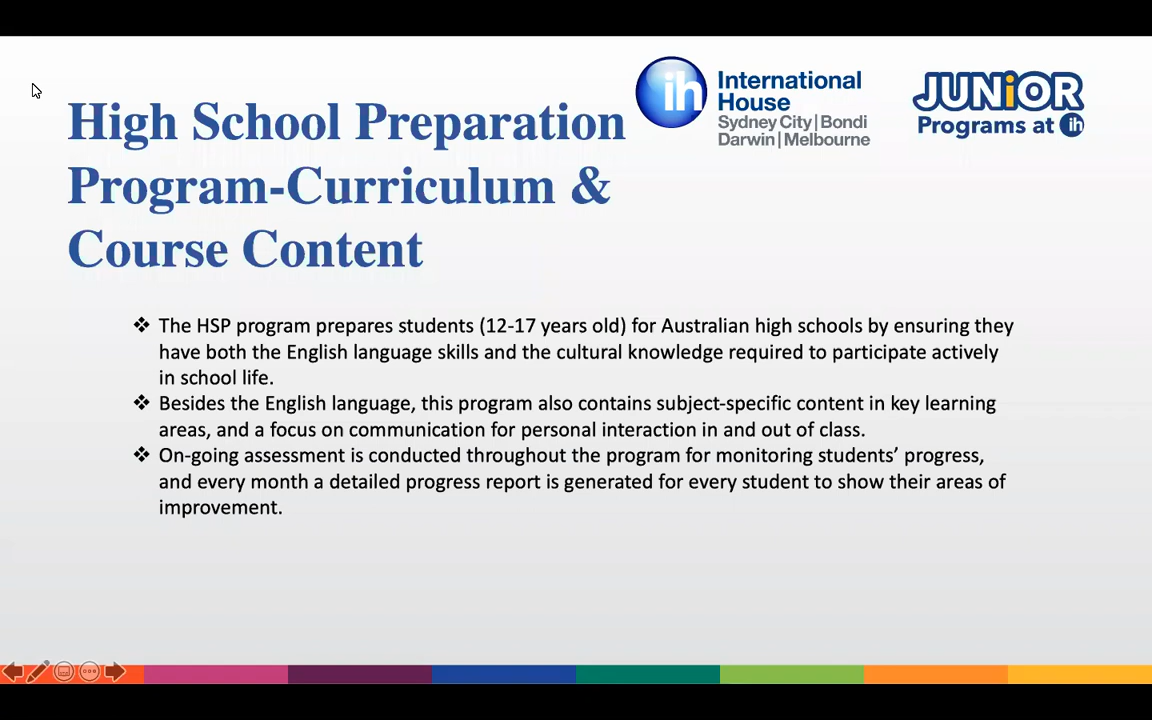 High School Preparation
Program-Curriculum &
Course Content
ih
International
House
Sydney City|Bondi
Darwin|Melbourne
JUNiOR
Programs at ih
❖ The HSP program prepares students (12-17 years old) for Australian high schools by ensuring they
have both the English language skills and the cultural knowledge required to participate actively
in school life.
❖ Besides the English language, this program also contains subject-specific content in key learning
areas, and a focus on communication for personal interaction in and out of class.
❖ On-going assessment is conducted throughout the program for monitoring students’ progress,
and every month a detailed progress report is generated for every student to show their areas of
improvement.